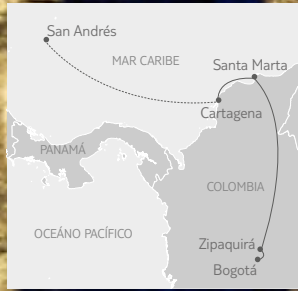 San Andrés
MAR CARIBE
Santa Marta
Cartagena
PANAMÁ
COLOMBIA
OCEÁNO PACÍFICO
Zipaquirá
Bogotá